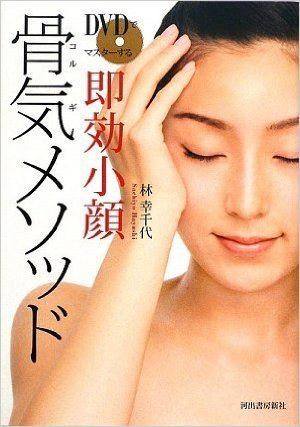 DVDで
マスターする
即効小顔
骨気メソッド
コルギ
林 幸千代
Sachiyo Hayashi
河出書房新社